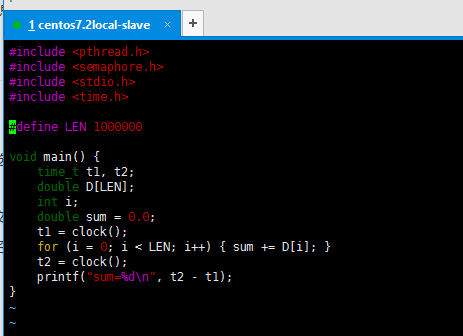 1 centos7.2local-slave × +
#include <pthread.h>
#include <semaphore.h>
#include <stdio.h>
#include <time.h>
#define LEN 1000000
void main() {
    time_t t1, t2;
    double D[LEN];
    int i;
    double sum = 0.0;
    t1 = clock();
    for (i = 0; i < LEN; i++) { sum += D[i]; }
    t2 = clock();
    printf("sum=%d\n", t2 - t1);
}
~
~